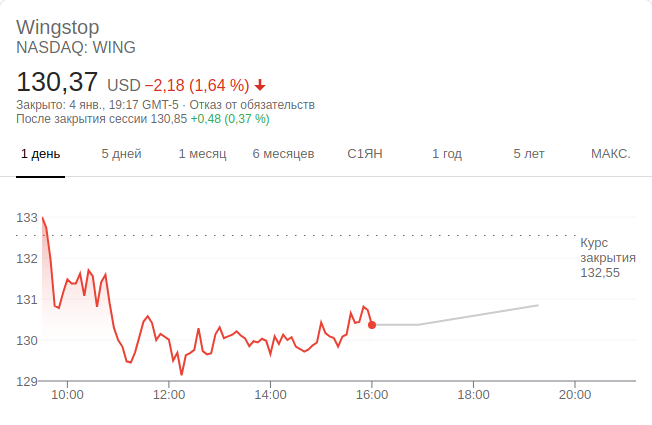 Wingstop
NASDAQ: WING
130,37 USD −2,18 (1,64 %)
Закрыто: 4 янв., 19:17 GMT-5 · Отказ от обязательств
После закрытия сессии 130,85 +0,48 (0,37 %)
1 день 5 дней 1 месяц 6 месяцев С1ЯН 1 год 5 лет МАКС.
133
Курс
закрытия
132,55
132
131
130
129
10:00 12:00 14:00 16:00 18:00 20:00